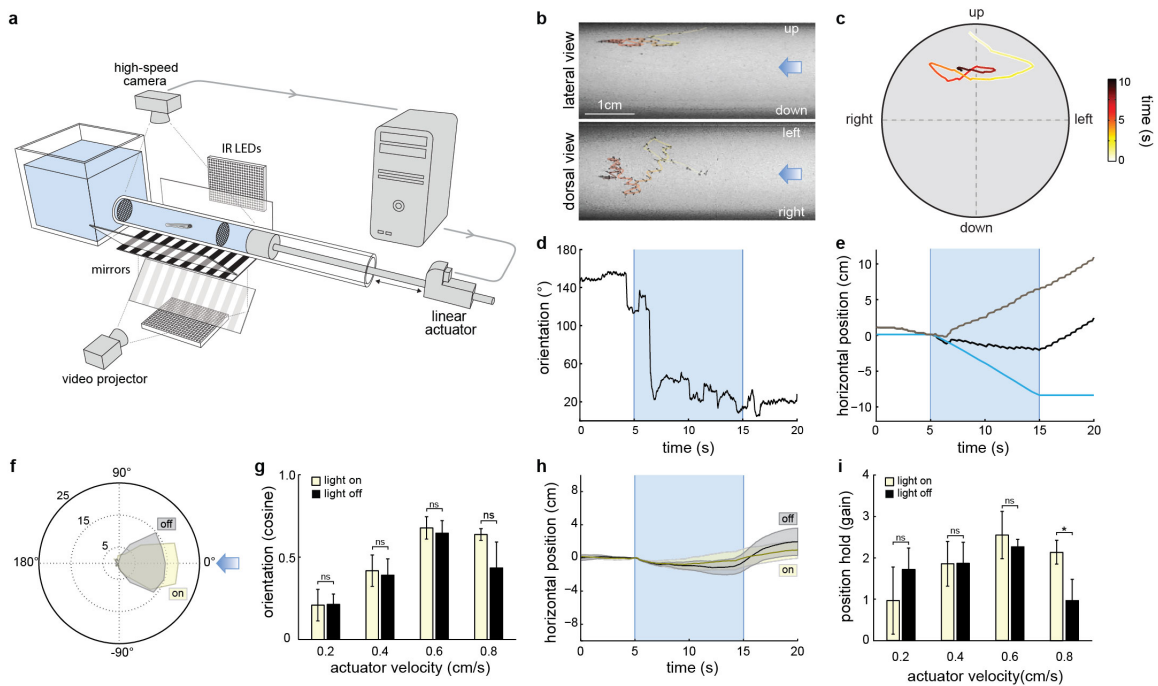 a
high-speed
camera
IR LEDs
mirrors
linear
actuator
video projector
b
lateral view
up
1cm
down
dorsal view
left
right
c
up
right
left
down
10
5
0
time (s)
d
180
140
100
60
20
orientation (°)
0 5 10 15 20
time (s)
e
10
5
0
−5
−10
horizontal position (cm)
0 5 10 15 20
time (s)
f
90°
25
15
5
off
180°
0°
on
-90°
g
1.0
0.5
0
orientation (cosine)
light on
light off
ns
ns
ns
ns
0.2 0.4 0.6 0.8
actuator velocity (cm/s)
h
8
4
0
−4
−8
horizontal position (cm)
off
on
0 5 10 15 20
time (s)
i
4
3
2
1
0
position hold (gain)
light on
light off
ns
ns
ns
*
0.2 0.4 0.6 0.8
actuator velocity(cm/s)